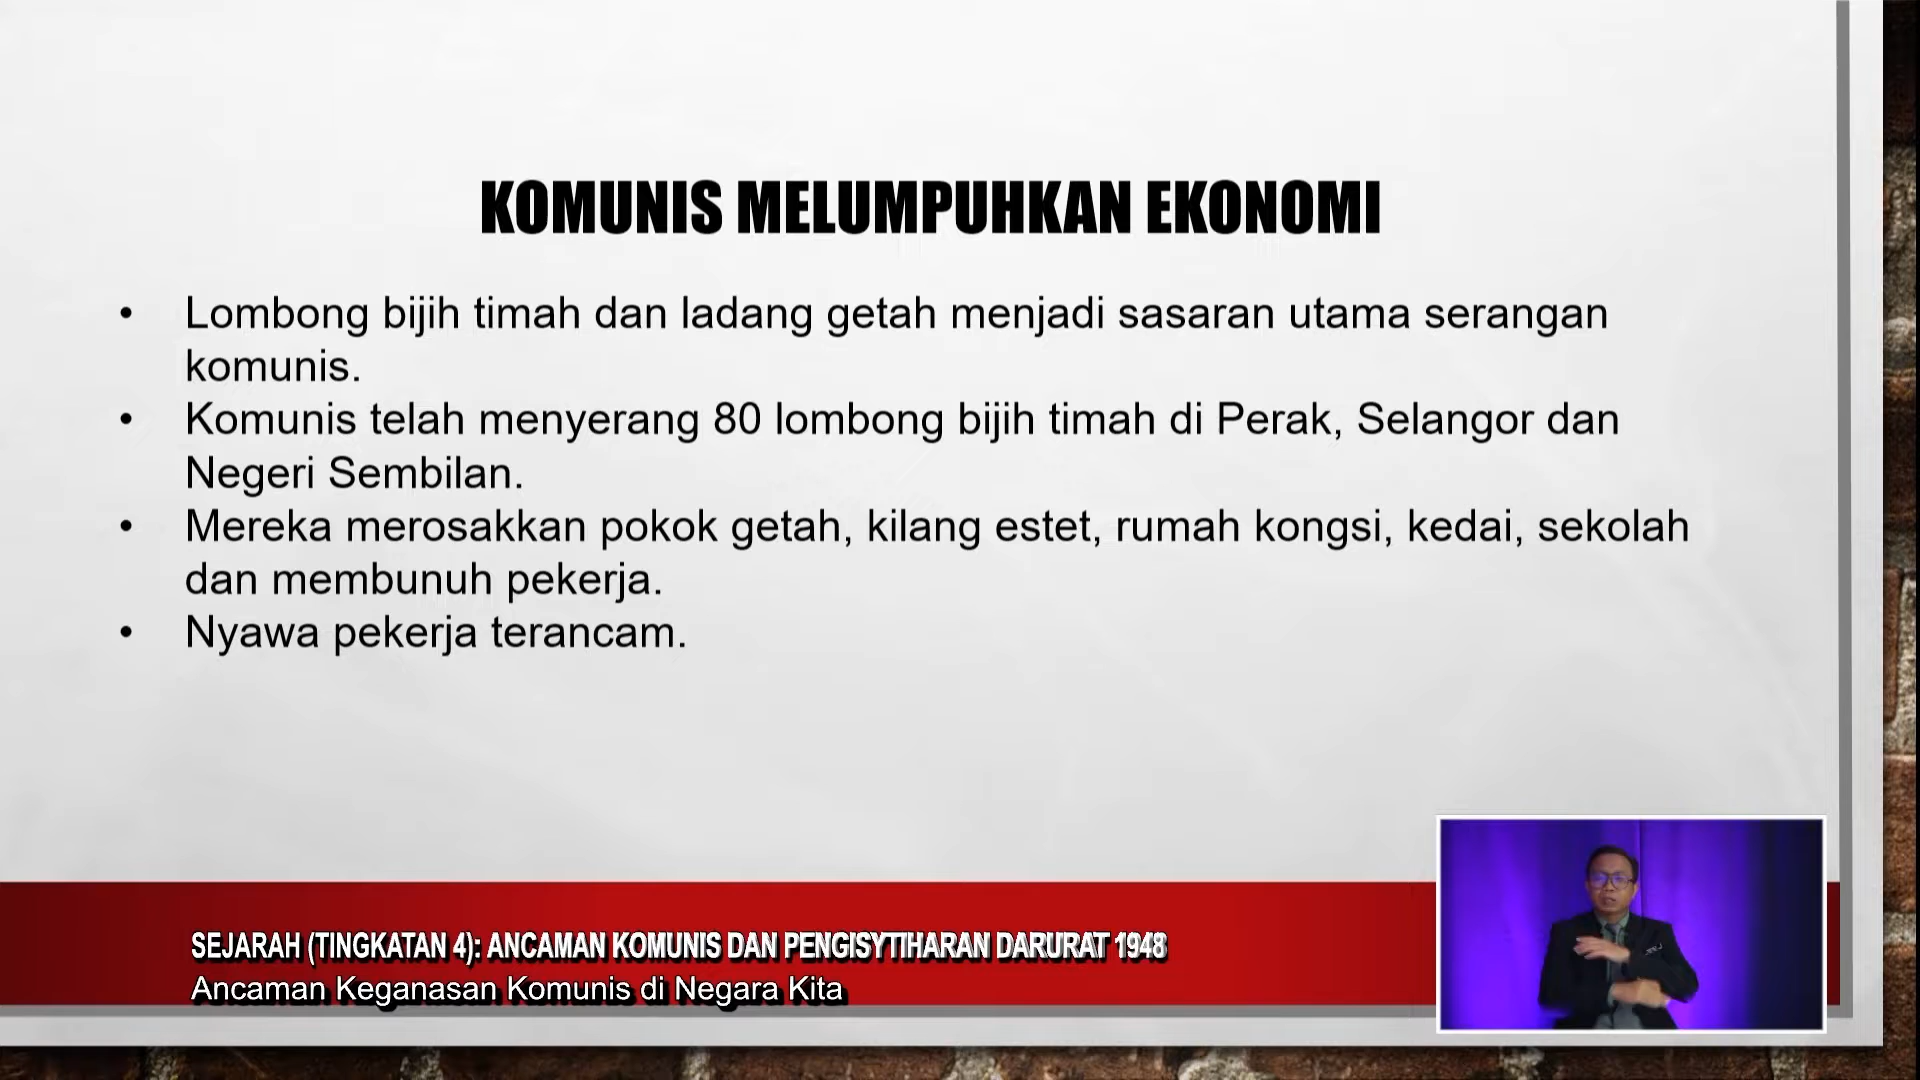 KOMUNIS MELUMPUHKAN EKONOMI
• Lombong bijih timah dan ladang getah menjadi sasaran utama serangan
komunis.
• Komunis telah menyerang 80 lombong bijih timah di Perak, Selangor dan
Negeri Sembilan.
• Mereka merosakkan pokok getah, kilang estet, rumah kongsi, kedai, sekolah
dan membunuh pekerja.
• Nyawa pekerja terancam.
SEJARAH (TINGKATAN 4): ANCAMAN KOMUNIS DAN PENGISYTIHARAN DARURAT 1948
Ancaman Keganasan Komunis di Negara Kita